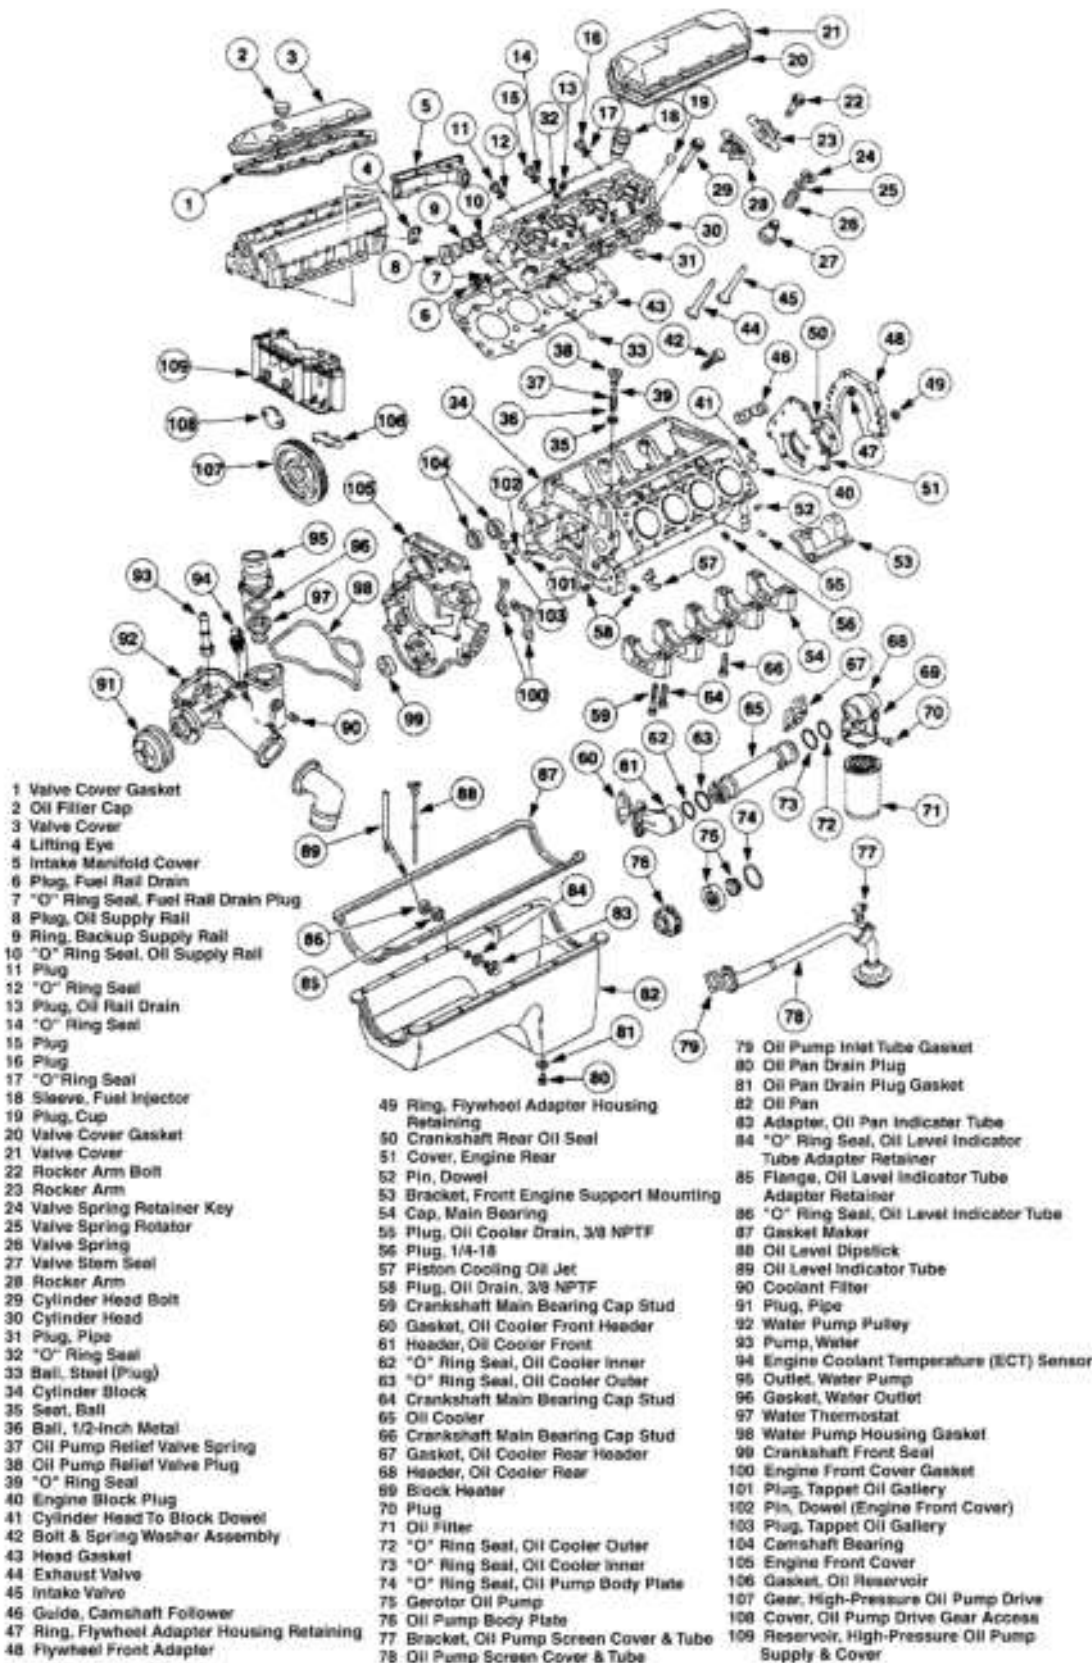 1 Valve Cover Gasket
2 Oil Filler Cap
3 Valve Cover
4 Lifting Eye
5 Intake Manifold Cover
6 Plug, Fuel Rail Drain
7 "O" Ring Seal, Fuel Rail Drain Plug
8 Plug, Oil Supply Rail
9 Ring, Backup Supply Rail
10 "O" Ring Seal, Oil Supply Rail
11 Plug
12 "O" Ring Seal
13 Plug, Oil Rail Drain
14 "O" Ring Seal
15 Plug
16 Plug
17 "O"Ring Seal
18 Sleeve, Fuel Injector
19 Plug, Cup
20 Valve Cover Gasket
21 Valve Cover
22 Rocker Arm Bolt
23 Rocker Arm
24 Valve Spring Retainer Key
25 Valve Spring Rotator
26 Valve Spring
27 Valve Stem Seal
28 Rocker Arm
29 Cylinder Head Bolt
30 Cylinder Head
31 Plug, Pipe
32 "O" Ring Seal
33 Ball, Steel (Plug)
34 Cylinder Block
35 Seat, Ball
36 Ball, 1/2-Inch Metal
37 Oil Pump Relief Valve Spring
38 Oil Pump Relief Valve Plug
39 "O" Ring Seal
40 Engine Block Plug
41 Cylinder Head To Block Dowel
42 Bolt & Spring Washer Assembly
43 Head Gasket
44 Exhaust Valve
45 Intake Valve
46 Guide, Camshaft Follower
47 Ring, Flywheel Adapter Housing Retaining
48 Flywheel Front Adapter
49 Ring, Flywheel Adapter Housing
Retaining
50 Crankshaft Rear Oil Seal
51 Cover, Engine Rear
52 Pin, Dowel
53 Bracket, Front Engine Support Mounting
54 Cap, Main Bearing
55 Plug, Oil Cooler Drain, 3/8 NPTF
56 Plug, 1/4-18
57 Piston Cooling Oil Jet
58 Plug, Oil Drain, 3/8 NPTF
59 Crankshaft Main Bearing Cap Stud
60 Gasket, Oil Cooler Front Header
61 Header, Oil Cooler Front
62 "O" Ring Seal, Oil Cooler Inner
63 "O" Ring Seal, Oil Cooler Outer
64 Crankshaft Main Bearing Cap Stud
65 Oil Cooler
66 Crankshaft Main Bearing Cap Stud
67 Gasket, Oil Cooler Rear Header
68 Header, Oil Cooler Rear
69 Block Heater
70 Plug
71 Oil Filter
72 "O" Ring Seal, Oil Cooler Outer
73 "O" Ring Seal, Oil Cooler Inner
74 "O" Ring Seal, Oil Pump Body Plate
75 Gerotor Oil Pump
76 Oil Pump Body Plate
77 Bracket, Oil Pump Screen Cover & Tube
78 Oil Pump Screen Cover & Tube
79 Oil Pump Inlet Tube Gasket
80 Oil Pan Drain Plug
81 Oil Pan Drain Plug Gasket
82 Oil Pan
83 Adapter, Oil Pan Indicater Tube
84 "O" Ring Seal, Oil Level Indicator
Tube Adapter Retainer
85 Flange, Oil Level Indicator Tube
Adapter Retainer
86 "O" Ring Seal, Oil Level Indicator Tube
87 Gasket Maker
88 Oil Level Dipstick
89 Oil Level Indicator Tube
90 Coolant Filter
91 Plug, Pipe
92 Water Pump Pulley
93 Pump, Water
94 Engine Coolant Temperature (ECT) Sensor
95 Outlet, Water Pump
96 Gasket, Water Outlet
97 Water Thermostat
98 Water Pump Housing Gasket
99 Crankshaft Front Seal
100 Engine Front Cover Gasket
101 Plug, Tappet Oil Gallery
102 Pin, Dowel (Engine Front Cover)
103 Plug, Tappet Oil Gallery
104 Camshaft Bearing
105 Engine Front Cover
106 Gasket, Oil Reservoir
107 Gear, High-Pressure Oil Pump Drive
108 Cover, Oil Pump Drive Gear Access
109 Reservoir, High-Pressure Oil Pump
Supply & Cover